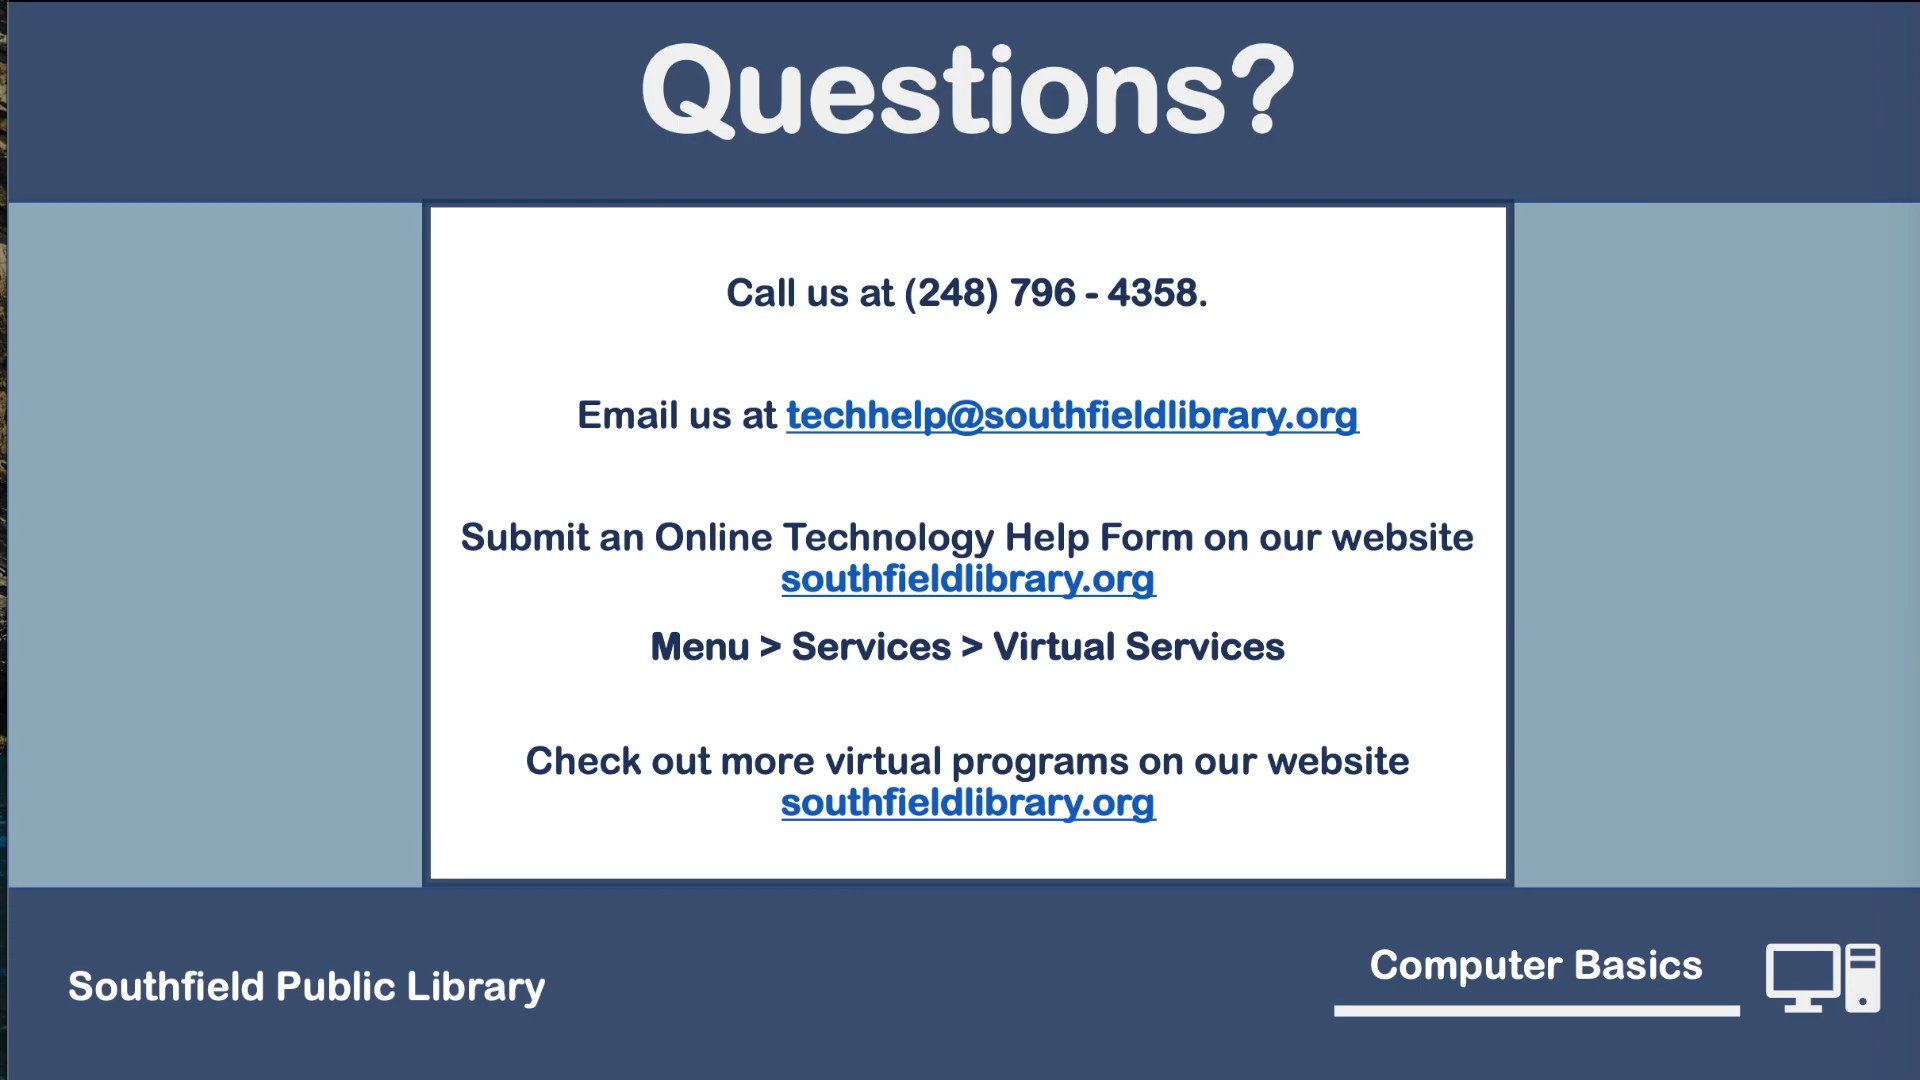 Questions?
Call us at (248) 796 - 4358.
Email us at techhelp@southfieldlibrary.org
Submit an Online Technology Help Form on our website
southfieldlibrary.org
Menu > Services > Virtual Services
Check out more virtual programs on our website
southfieldlibrary.org
Southfield Public Library
Computer Basics